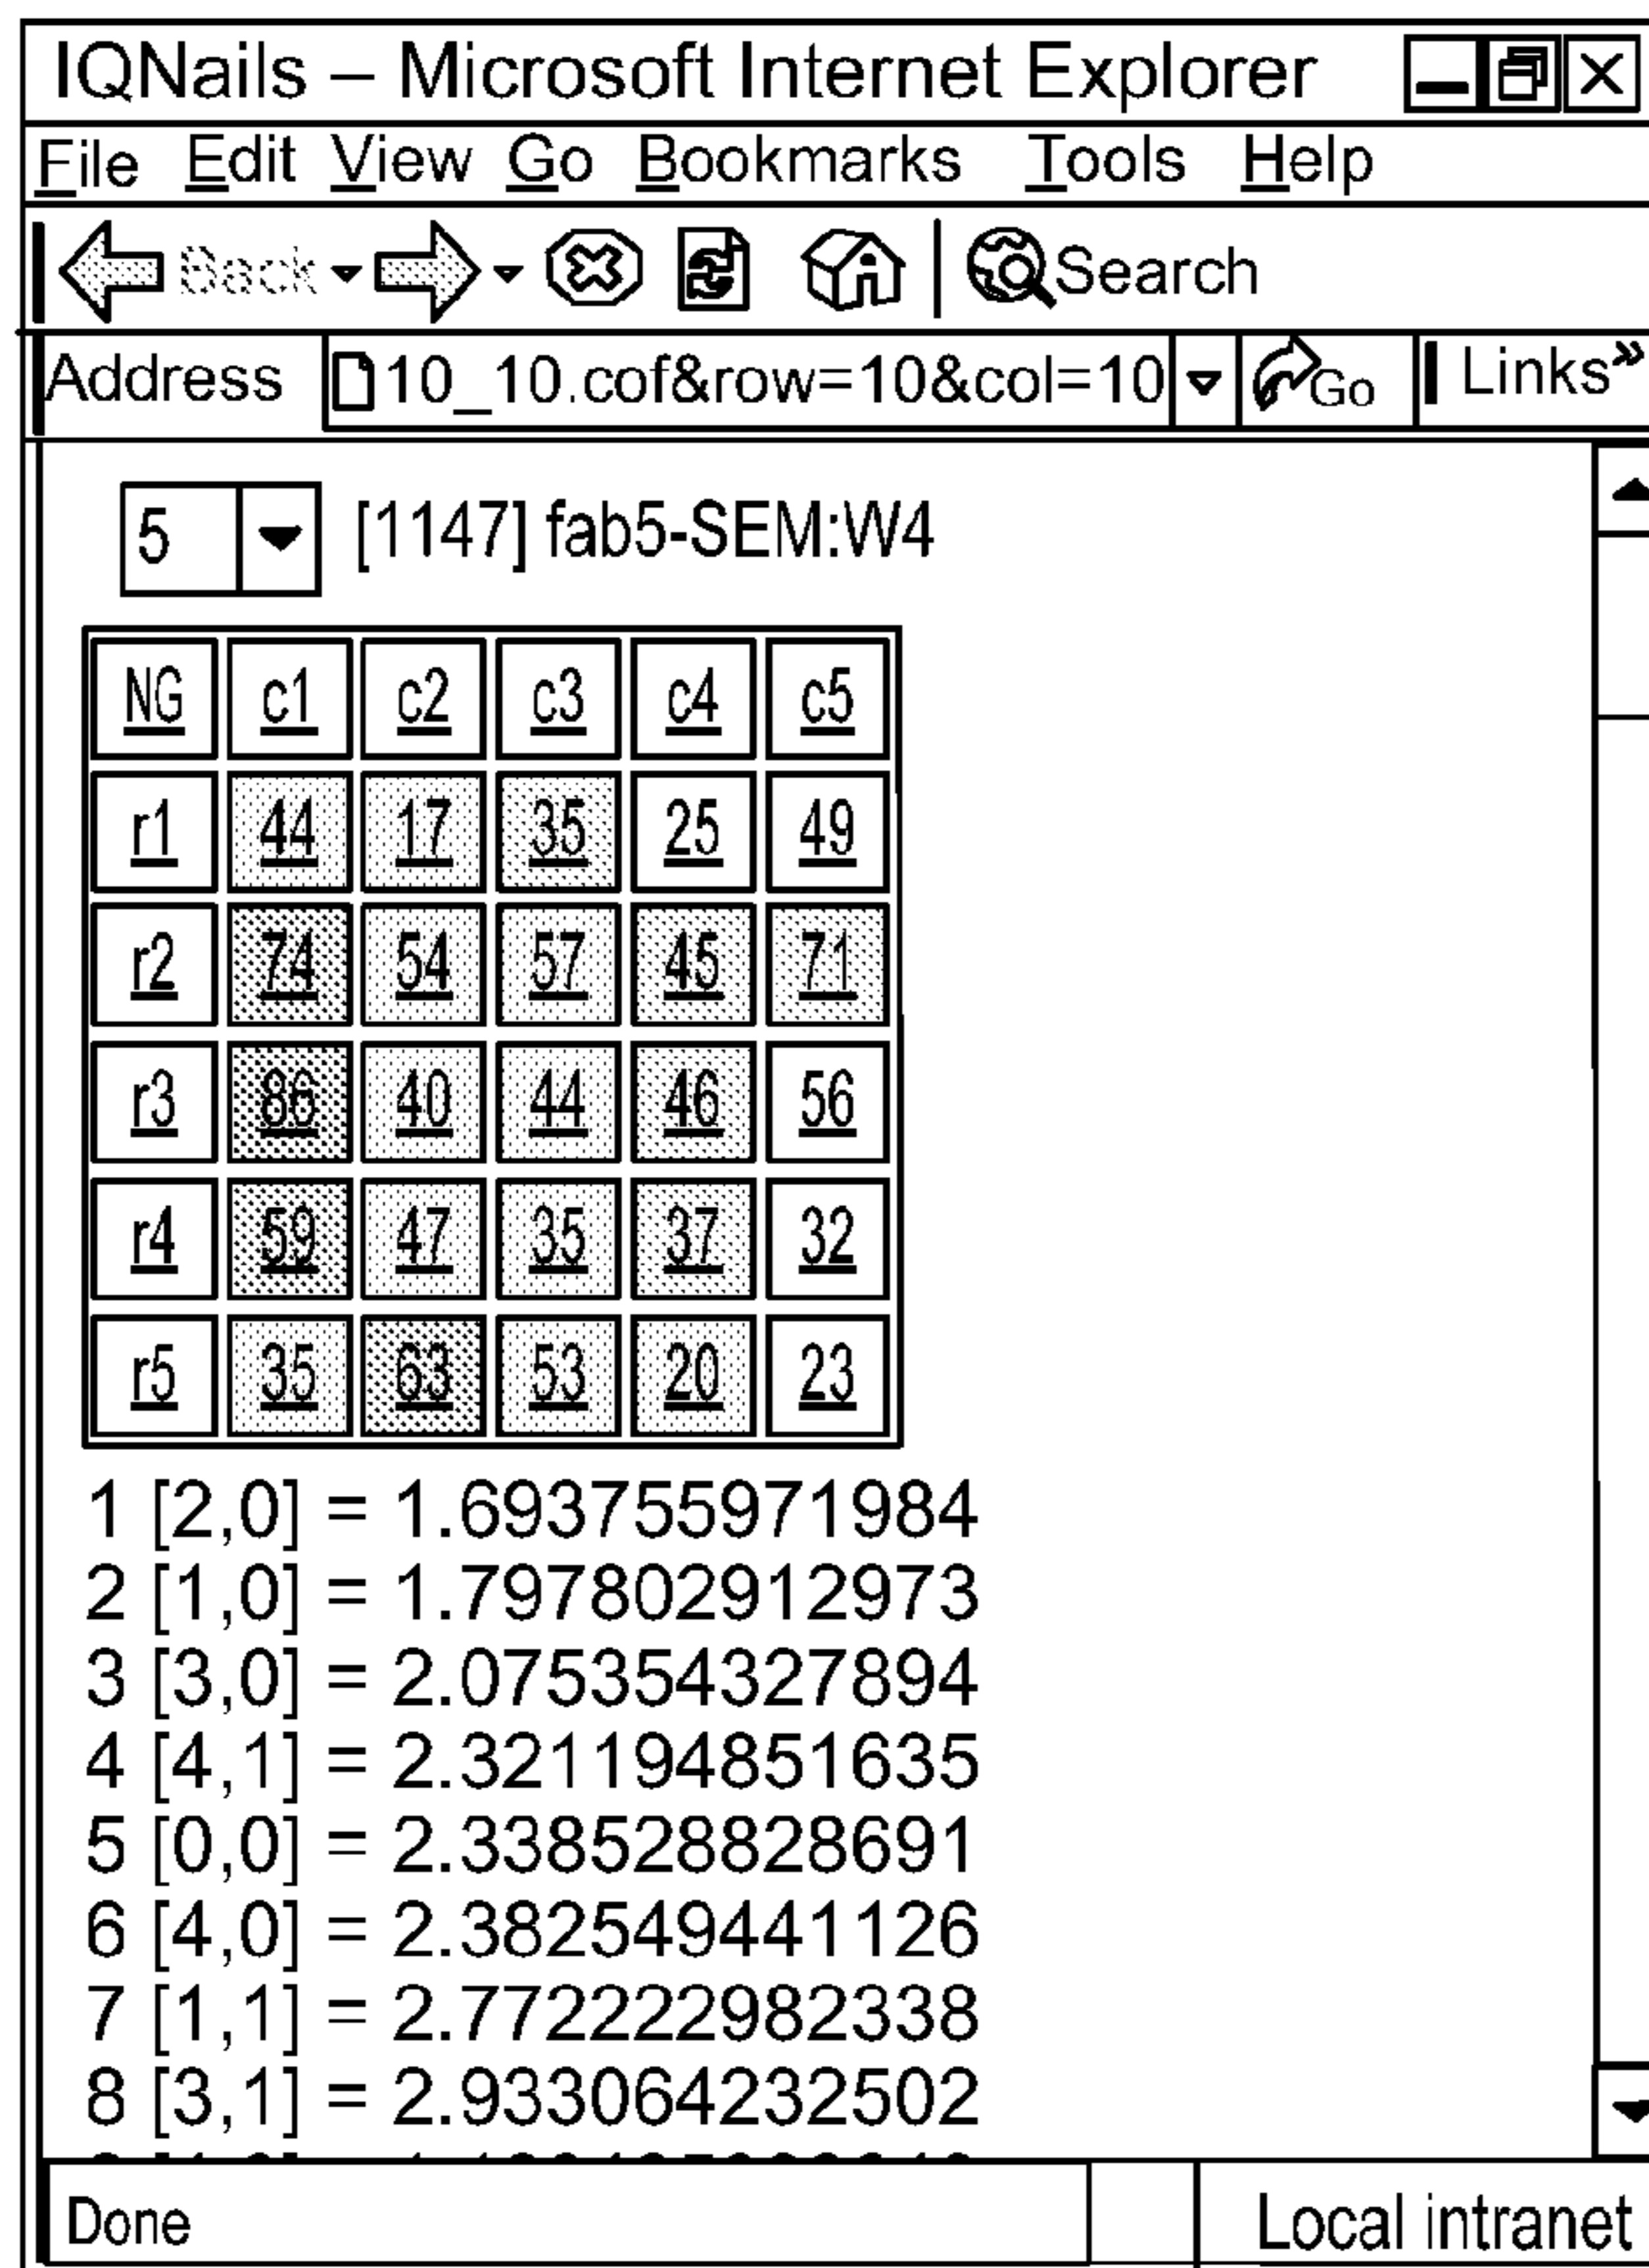 IQNails – Microsoft Internet Explorer
File Edit View Go Bookmarks Tools Help
Back Search
Address 10_10.cof&row=10&col=10 Go Links»
5 [1147] fab5-SEM:W4
NG c1 c2 c3 c4 c5
r1 44 17 35 25 49
r2 74 54 57 45 71
r3 86 40 44 46 56
r4 59 47 35 37 32
r5 35 63 53 20 23
1 [2,0] = 1.693755971984
2 [1,0] = 1.797802912973
3 [3,0] = 2.075354327894
4 [4,1] = 2.321194851635
5 [0,0] = 2.338528828691
6 [4,0] = 2.382549441126
7 [1,1] = 2.772222982338
8 [3,1] = 2.933064232502
Done Local intranet